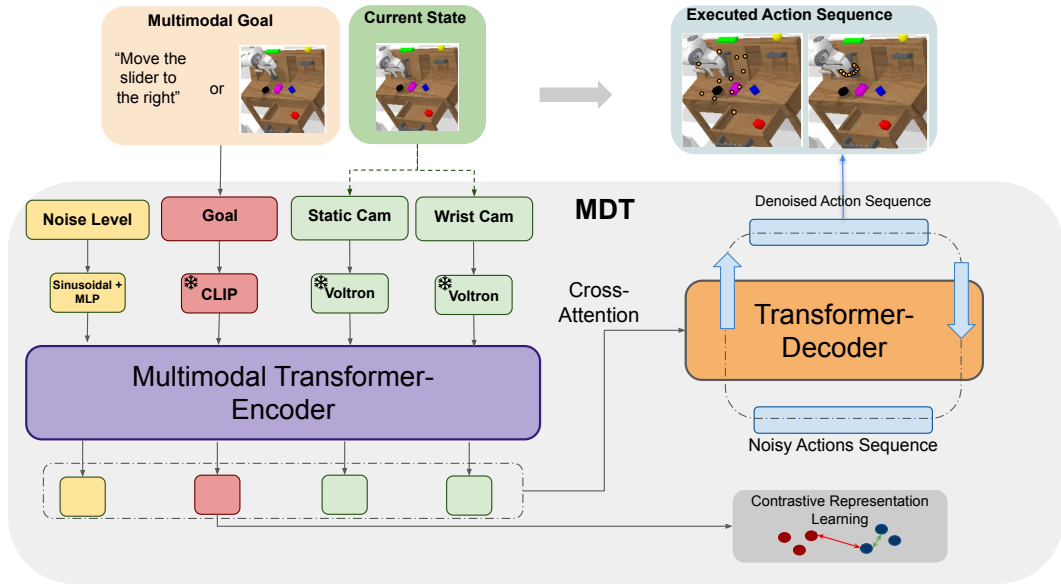 Multimodal Goal
“Move the
slider to
the right”
or
Current State
Executed Action Sequence
MDT
Noise Level
Goal
Static Cam
Wrist Cam
Sinusoidal +
MLP
CLIP
Voltron
Voltron
Multimodal Transformer-
Encoder
Cross-
Attention
Denoised Action Sequence
Transformer-
Decoder
Noisy Actions Sequence
Contrastive Representation
Learning